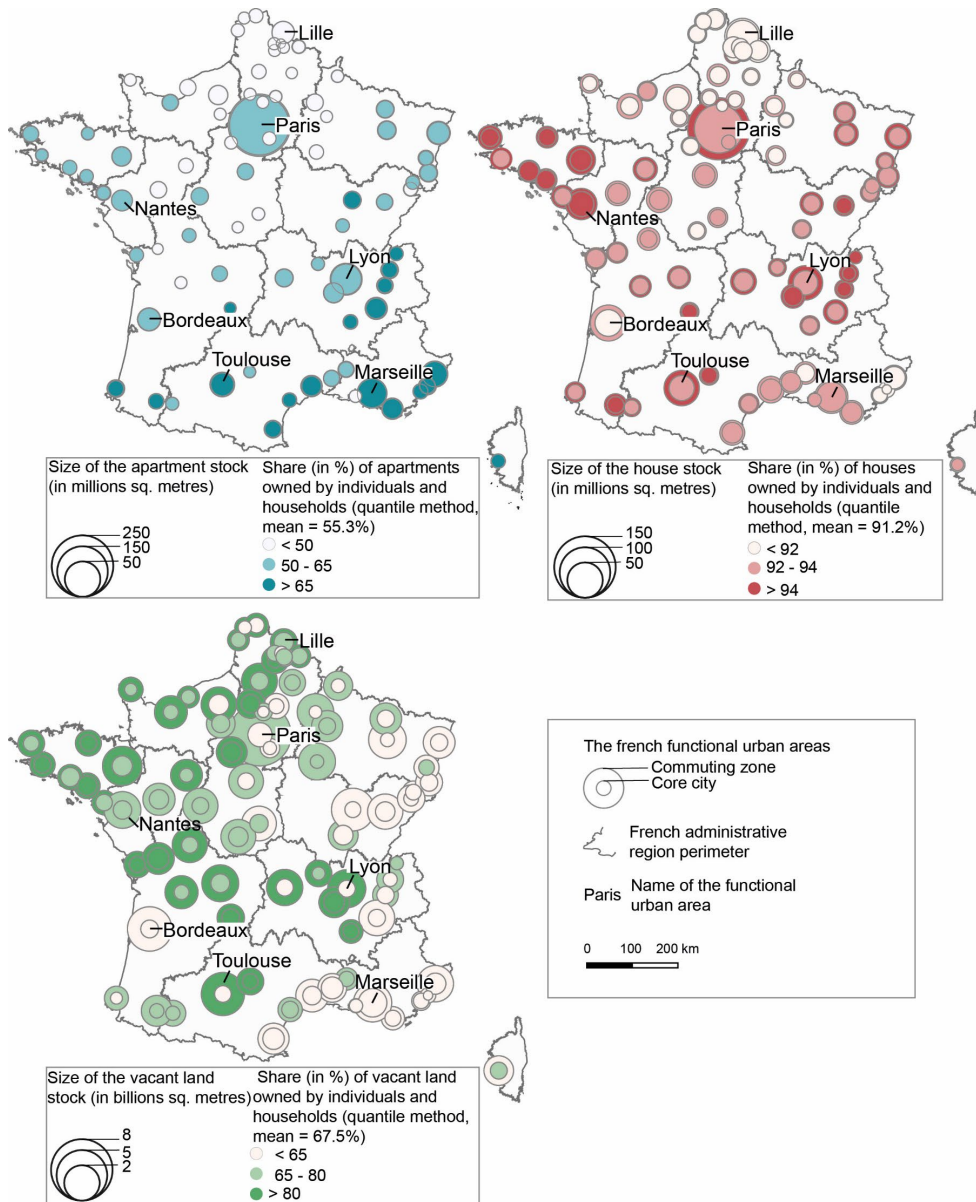 Lille
Paris
Nantes
Lyon
Bordeaux
Toulouse
Marseille
Size of the apartment stock
(in millions sq. metres)
250
150
50
Share (in %) of apartments
owned by individuals and
households (quantile method,
mean = 55.3%)
< 50
50 - 65
> 65
Lille
Paris
Nantes
Lyon
Bordeaux
Toulouse
Marseille
Size of the house stock
(in millions sq. metres)
150
100
50
Share (in %) of houses
owned by individuals and
households (quantile
method, mean = 91.2%)
< 92
92 - 94
> 94
Lille
Paris
Nantes
Lyon
Bordeaux
Toulouse
Marseille
Size of the vacant land
stock (in billions sq. metres)
8
5
2
Share (in %) of vacant land
owned by individuals and
households (quantile method,
mean = 67.5%)
< 65
65 - 80
> 80
The french functional urban areas
Commuting zone
Core city
French administrative
region perimeter
Paris Name of the functional
urban area
0 100 200 km